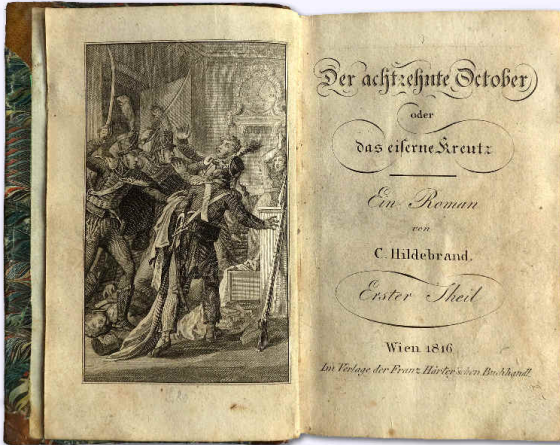 Der achtzehnte October
oder
das eiserne Kreutz
Ein Roman
von
C. Hildebrand.
Erster Theil
Wien 1816
Im Verlage der Franz Härter'schen Buchhandl.